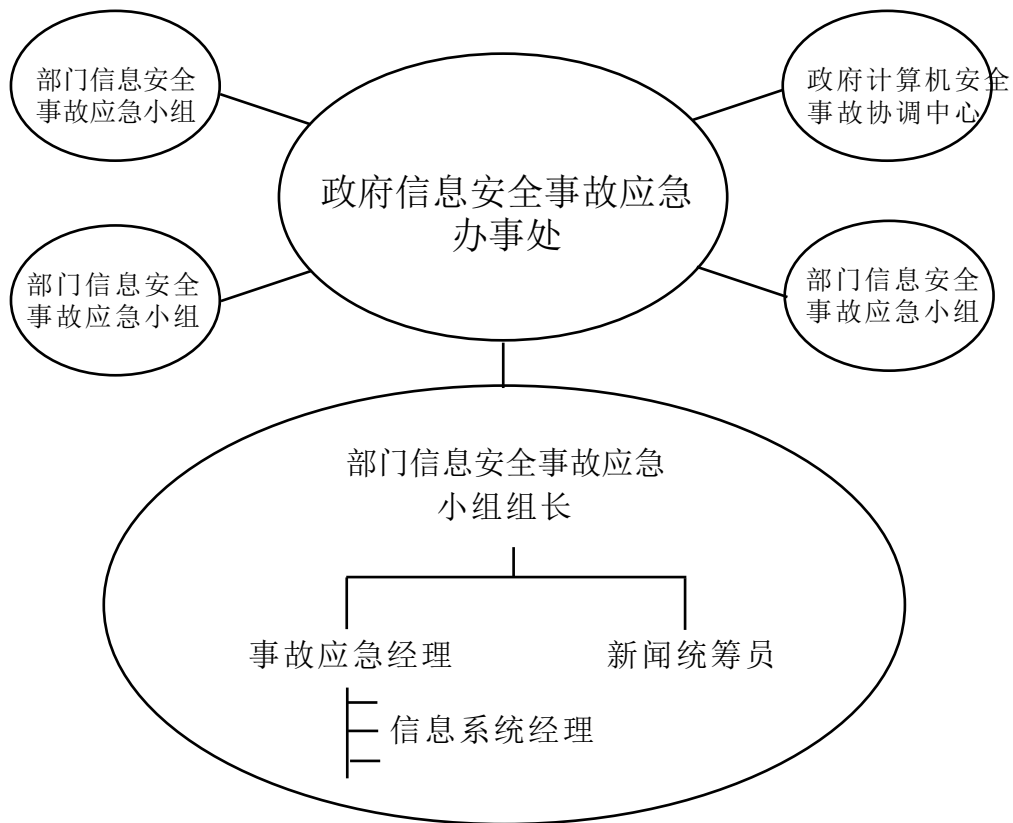 部门信息安全
事故应急小组
政府计算机安全
事故协调中心
政府信息安全事故应急
办事处
部门信息安全
事故应急小组
部门信息安全
事故应急小组
部门信息安全事故应急
小组组长
事故应急经理
新闻统筹员
信息系统经理